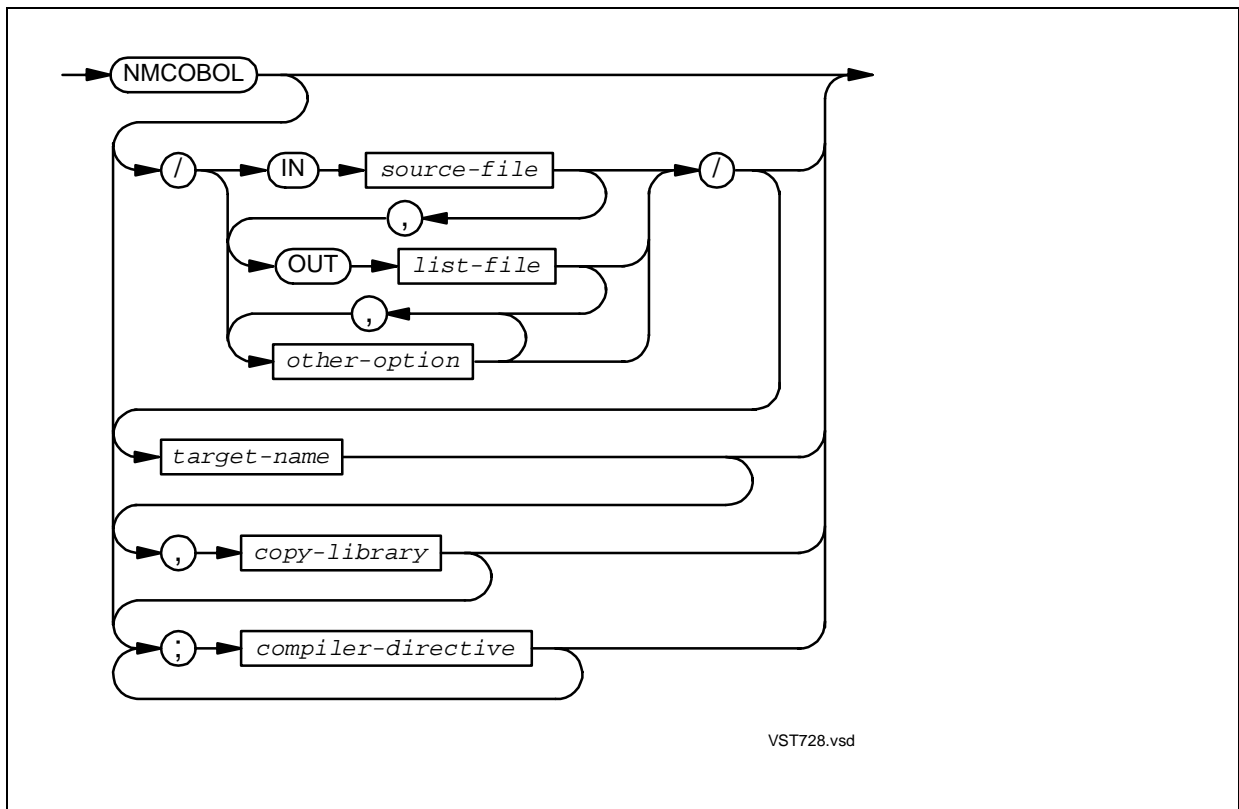 NMCOBOL
/ IN source-file /
,
OUT list-file
,
other-option
target-name
, copy-library
; compiler-directive
VST728.vsd